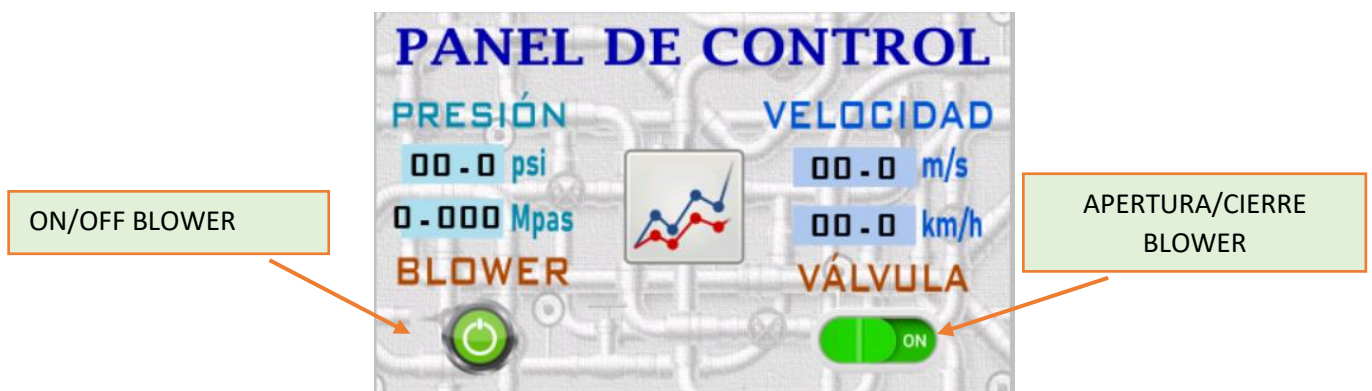 PANEL DE CONTROL
PRESIÓN
VELOCIDAD
00.0 psi
00.0 m/s
0.000 Mpas
00.0 km/h
BLOWER
VÁLVULA
ON
ON/OFF BLOWER
APERTURA/CIERRE
BLOWER